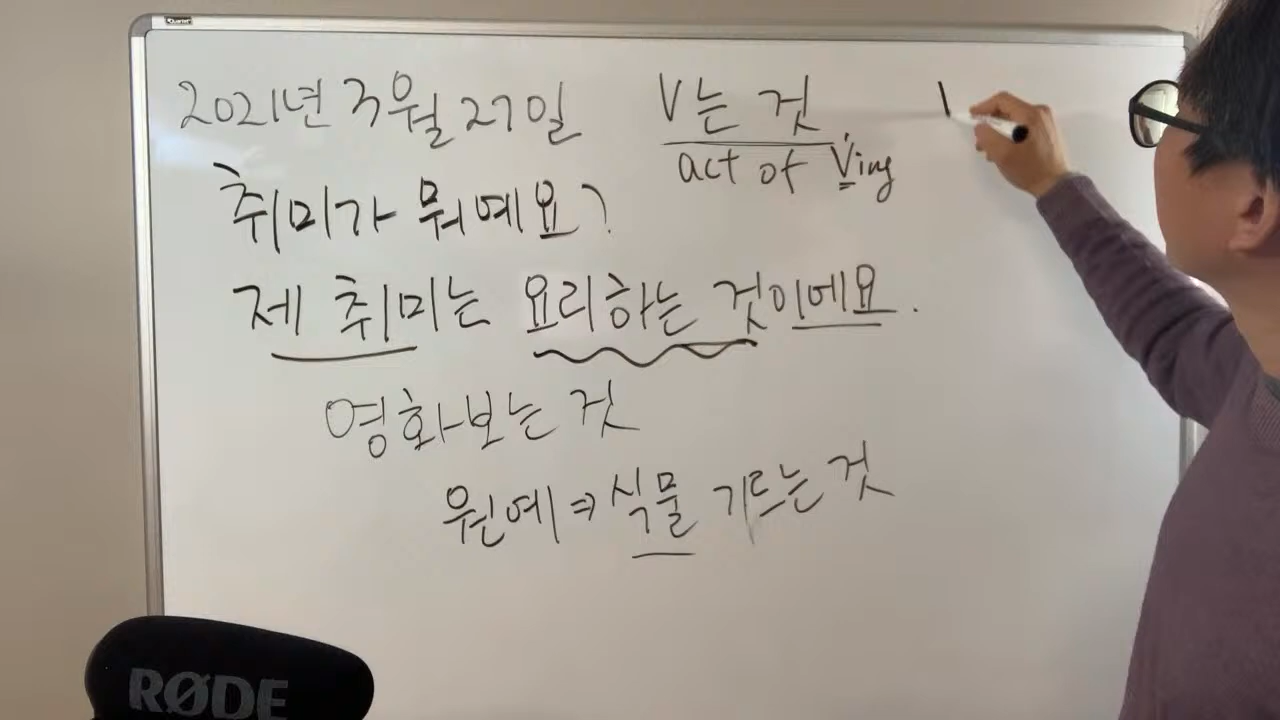 2021년 3월 27일
V는 것
act of Ving
취미가 뭐예요?
제 취미는 요리하는 것이에요.
영화보는 것
원예⇒식물 기르는 것
RØDE